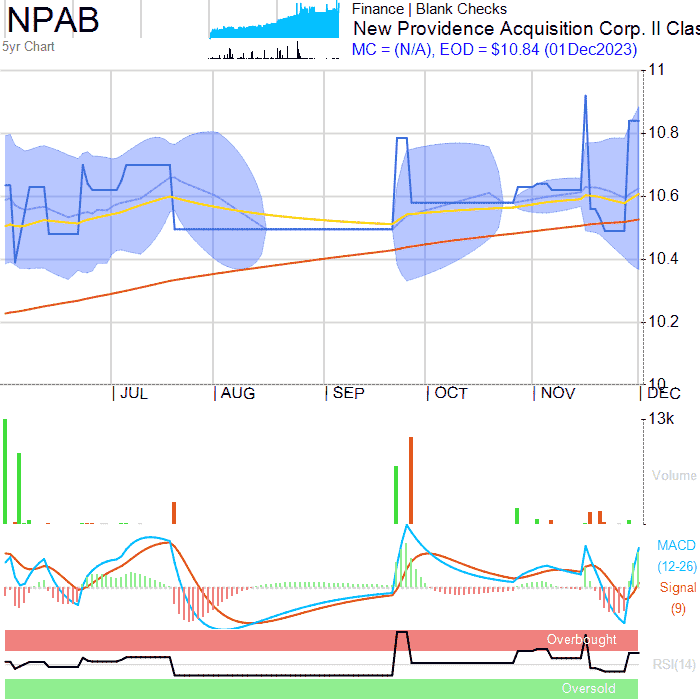 NPAB
5yr Chart
Finance | Blank Checks
New Providence Acquisition Corp. II Clas
MC = (N/A), EOD = $10.84 (01Dec2023)
11
10.8
10.6
10.4
10.2
10
JUL
AUG
SEP
OCT
NOV
DEC
13k
Volume
MACD
(12-26)
Signal
(9)
Overbought
RSI(14)
Oversold